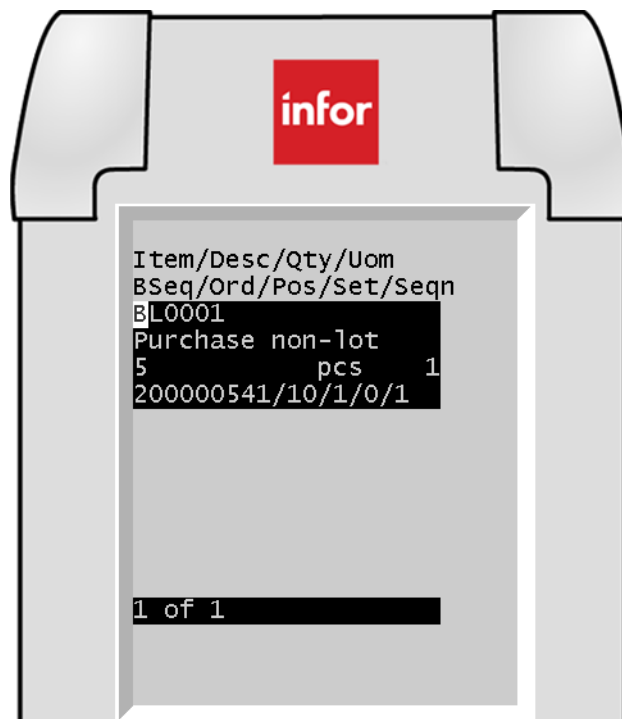 infor
Item/Desc/Qty/Uom
BSeq/Ord/Pos/Set/Seqn
BL0001
Purchase non-lot
5 pcs 1
200000541/10/1/0/1
1 of 1